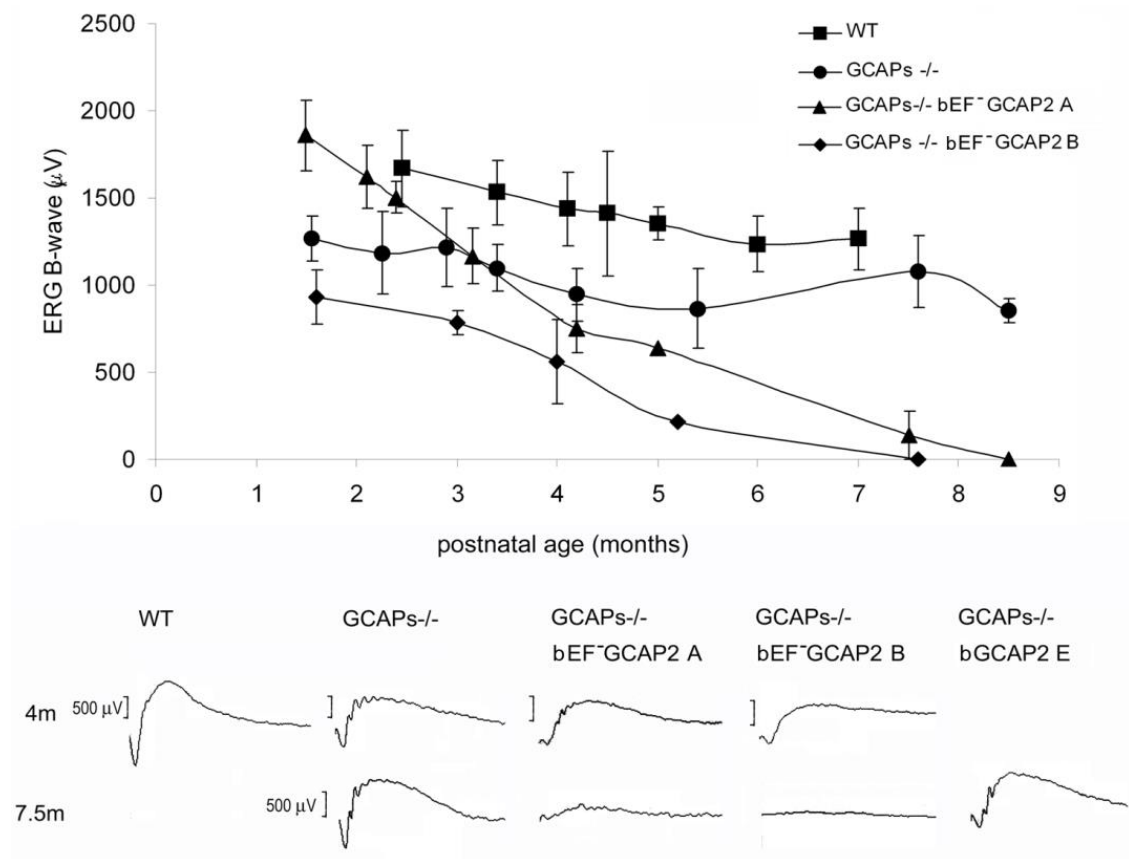 2500
2000
1500
1000
500
0
ERG B-wave (µV)
WT
GCAPs -/-
GCAPs-/- bEF⁻GCAP2 A
GCAPs -/- bEF⁻GCAP2 B
0 1 2 3 4 5 6 7 8 9
postnatal age (months)
WT
GCAPs-/-
GCAPs-/-
bEF⁻GCAP2 A
GCAPs-/-
bEF⁻GCAP2 B
GCAPs-/-
bGCAP2 E
4m
500 µV
7.5m
500 µV